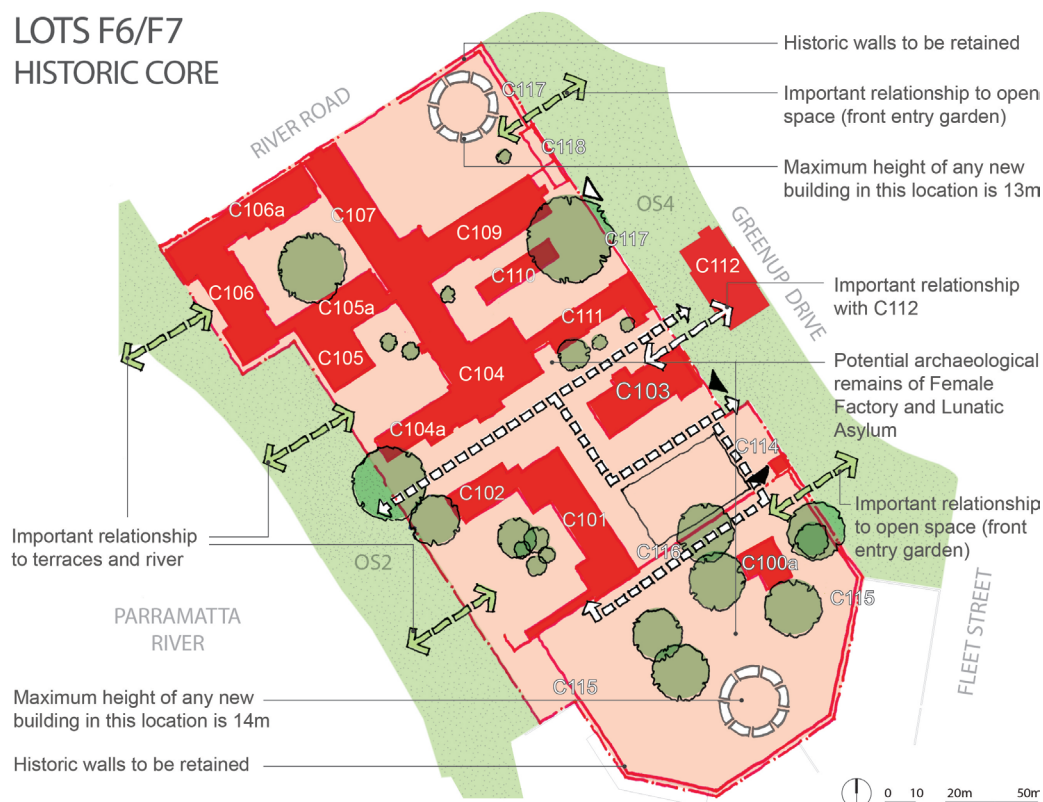 LOTS F6/F7
HISTORIC CORE
RIVER ROAD
Historic walls to be retained
C117
Important relationship to open
space (front entry garden)
C118
Maximum height of any new
building in this location is 13m
C106a
C107
OS4
GREENUP DRIVE
C109
C117
C110
C112
C106
C105a
Important relationship
with C112
C111
C105
C104
C103
Potential archaeological
remains of Female
Factory and Lunatic
Asylum
C104a
C114
C102
C101
Important relationship
to open space (front
entry garden)
Important relationship
to terraces and river
OS2
C116
C100a
C115
PARRAMATTA
RIVER
FLEET STREET
C115
Maximum height of any new
building in this location is 14m
Historic walls to be retained
0 10 20m 50m